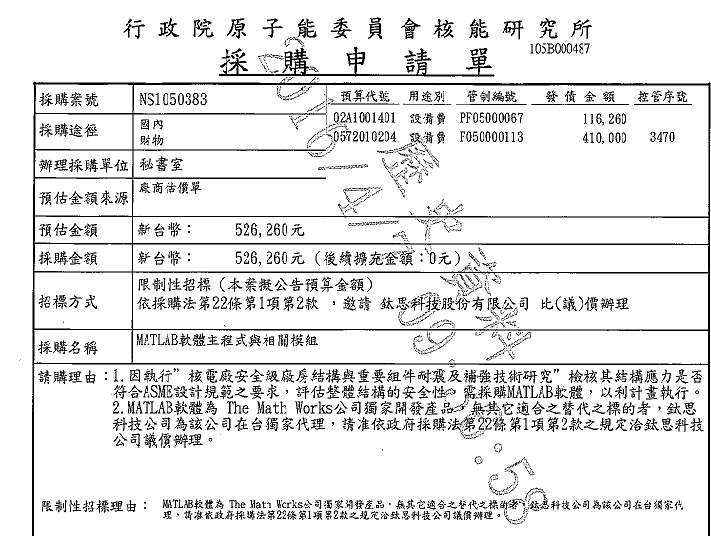 行政院原子能委員會核能研究所
105B000487
採購申請單
採購案號 NS1050383
採購途徑 國內
財物
預算代號 用途別 管制編號 發債金額 控管序號
02A1001401 設備費 PF05000067 116,260
0572010204 設備費 F050000113 410,000 3470
辦理採購單位 秘書室
預估金額來源 廠商估價單
預估金額 新台幣： 526,260元
採購金額 新台幣： 526,260元（後續擴充金額：0元）
招標方式 限制性招標（本案擬公告預算金額）
依採購法第22條第1項第2款 ，邀請 鈦思科技股份有限公司 比(議)價辦理
採購名稱 MATLAB軟體主程式與相關模組
請購理由：1.因執行”核電廠安全級廠房結構與重要組件耐震及補強技術研究”檢核其結構應力是否
符合ASME設計規範之要求，評估整體結構的安全性，需採購MATLAB軟體，以利計畫執行。
2.MATLAB軟體為 The Math Works公司獨家開發產品，無其它適合之替代之標的者，鈦思
科技公司為該公司在台獨家代理，請准依政府採購法第22條第1項第2款之規定洽鈦思科技
公司議價辦理。
限制性招標理由： MATLAB軟體為 The Math Works公司獨家開發產品，無其它適合之替代之標的者，鈦思科技公司為該公司在台獨家代
理，請准依政府採購法第22條第1項第2款之規定洽鈦思科技公司議價辦理。
歷史資料